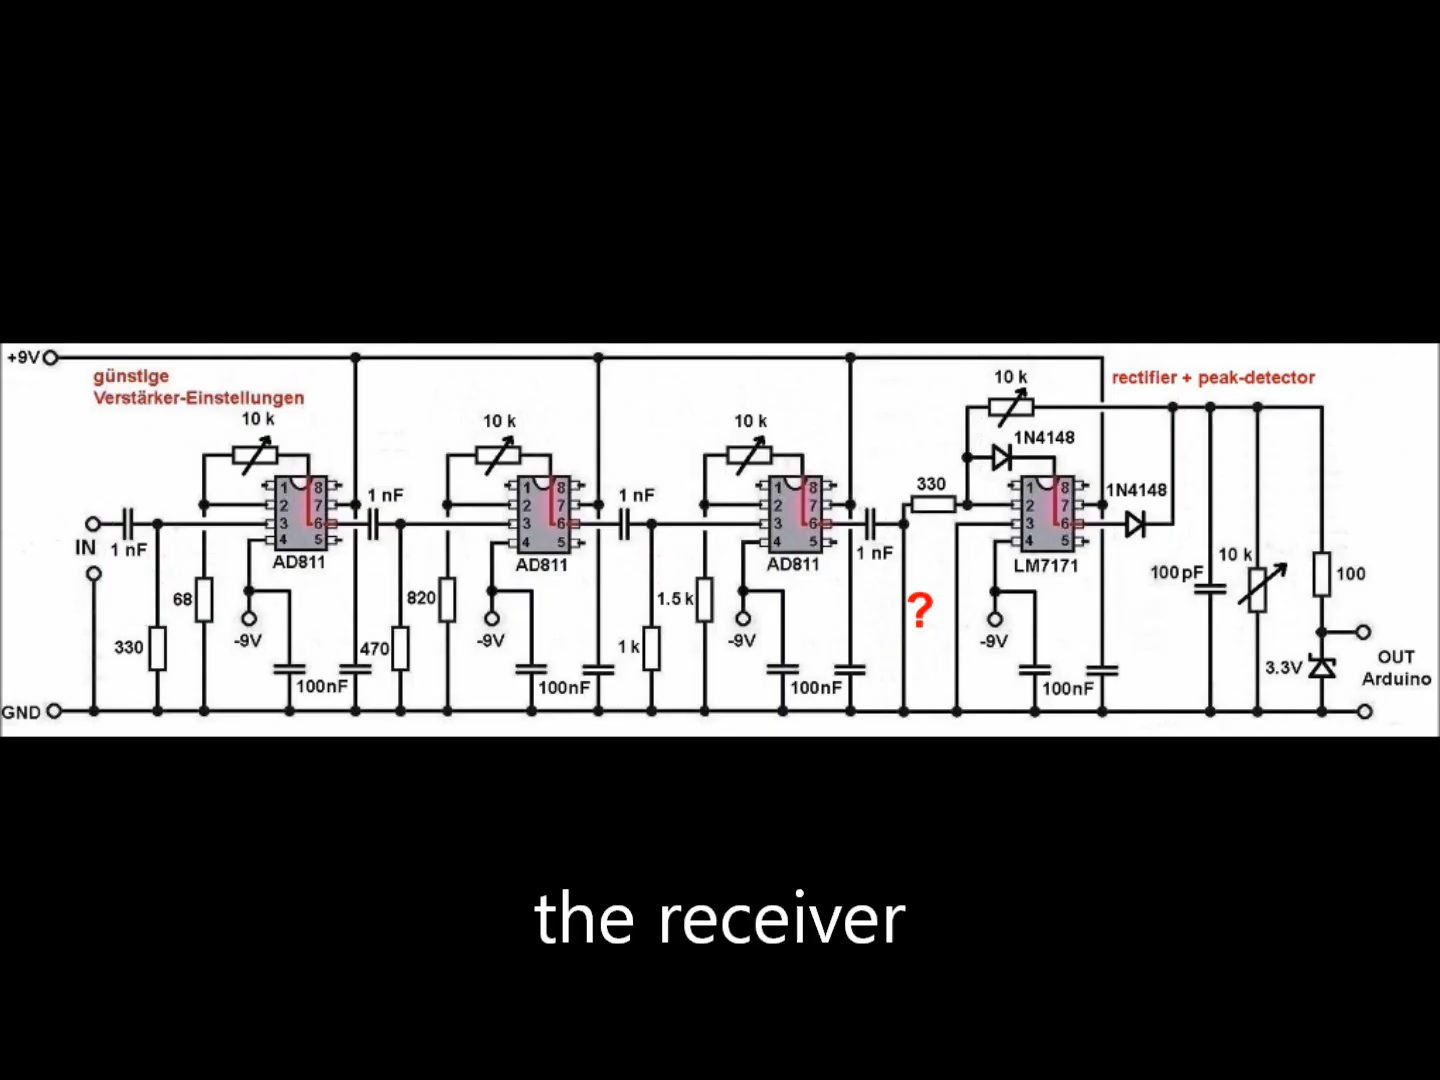 +9V
günstige
Verstärker-Einstellungen
rectifier + peak-detector
10 k
10 k
10 k
10 k
1N4148
1N4148
330
1 nF
1 nF
1 nF
1 nF
IN
1 8
2 7
3 6
4 5
AD811
1 8
2 7
3 6
4 5
AD811
1 8
2 7
3 6
4 5
AD811
1 8
2 7
3 6
4 5
LM7171
68
330
-9V
100nF
820
470
-9V
100nF
1.5 k
1 k
-9V
100nF
?
-9V
100nF
100pF
10 k
100
3.3V
OUT
Arduino
GND
the receiver